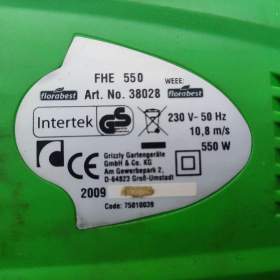 FHE 550 WEEE:
florabest Art. No. 38028 florabest
Intertek GS 230 V~ 50 Hz
10,8 m/s
550 W
Grizzly Gartengeräte
GmbH & Co. KG
Am Gewerbepark 2,
D-64823 Groß-Umstadt
2009
Code: 75010039